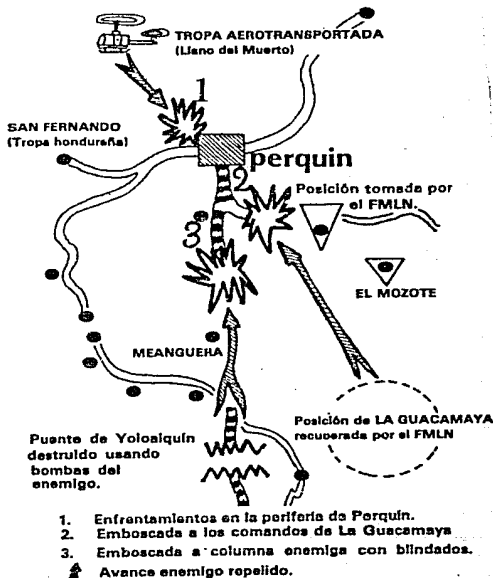 TROPA AEROTRANSPORTADA
(Llano del Muerto)
1
SAN FERNANDO
(Tropa hondureña)
perquin
2
Posición tomada por
el FMLN.
3
EL MOZOTE
MEANGUERA
Puente de Yoloaiquín
destruido usando
bombas del
enemigo.
Posición de LA GUACAMAYA
recuperada por el FMLN
1. Enfrentamientos en la periferia de Perquín.
2. Emboscada a los comandos de La Guacamaya
3. Emboscada a columna enemiga con blindados.
Avance enemigo repelido.